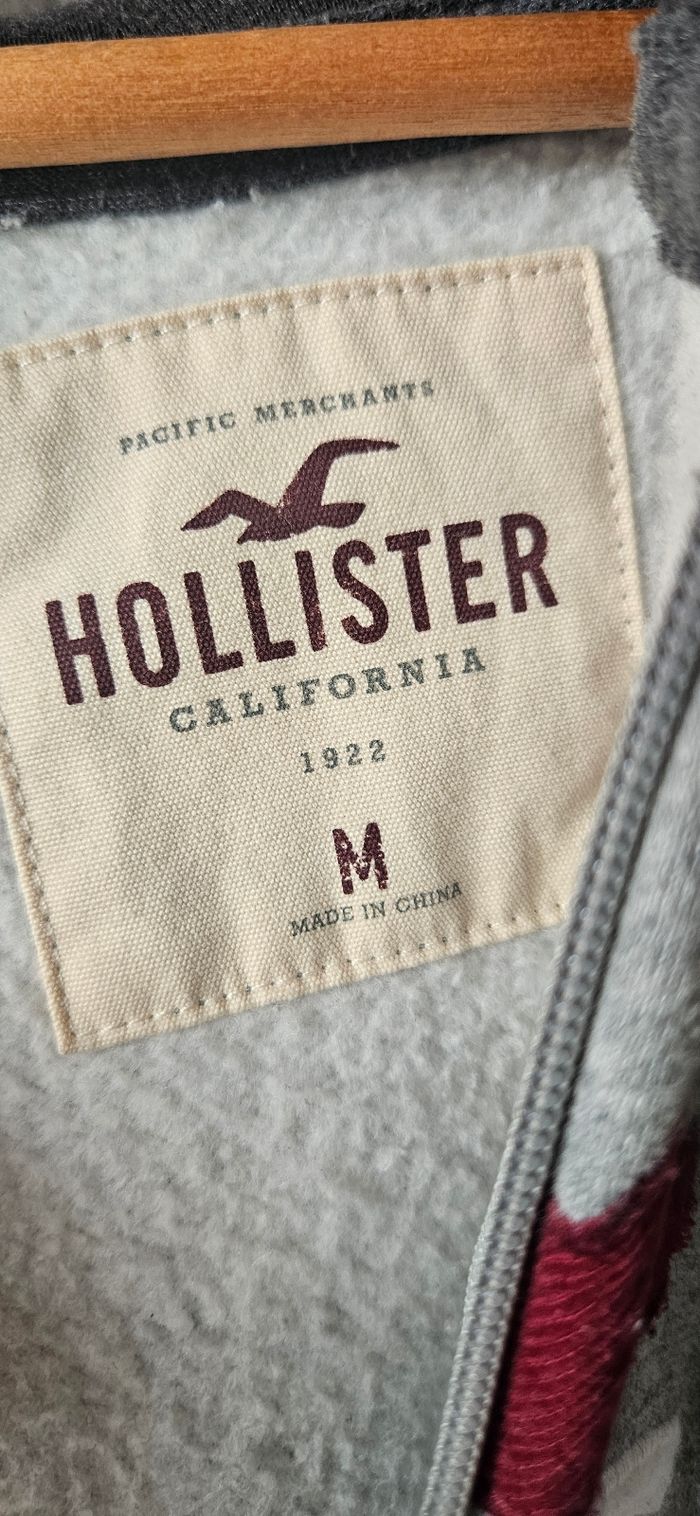 PACIFIC MERCHANTS
HOLLISTER
CALIFORNIA
1922
M
MADE IN CHINA